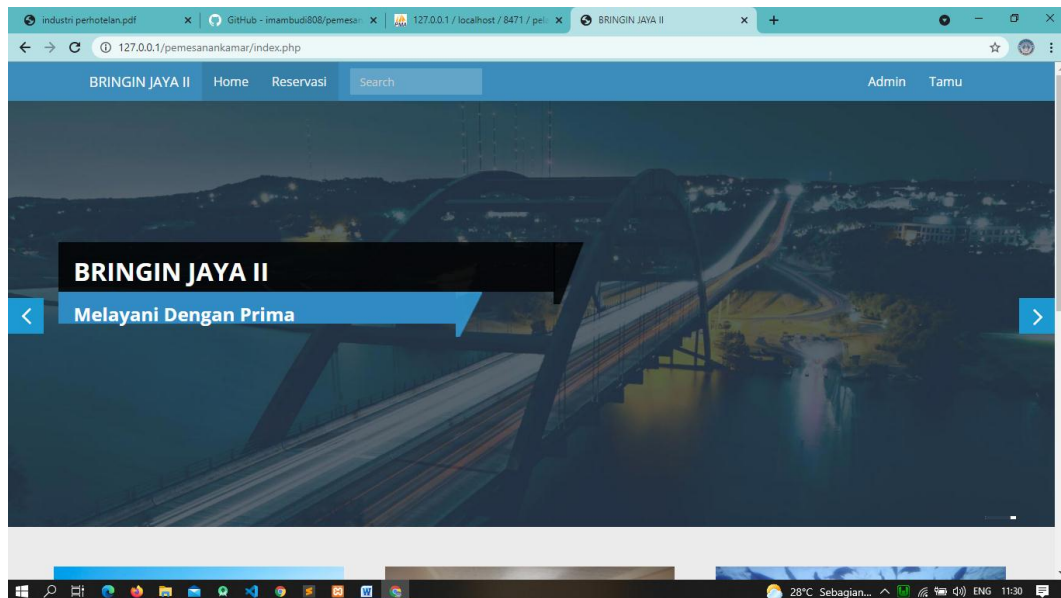 industri perhotelan.pdf
GitHub - imambudi808/pemesan
127.0.0.1 / localhost / 8471 / pela
BRINGIN JAYA II
127.0.0.1/pemesanankamar/index.php
BRINGIN JAYA II Home Reservasi Search Admin Tamu
BRINGIN JAYA II
Melayani Dengan Prima
28°C Sebagian... ENG 11:30